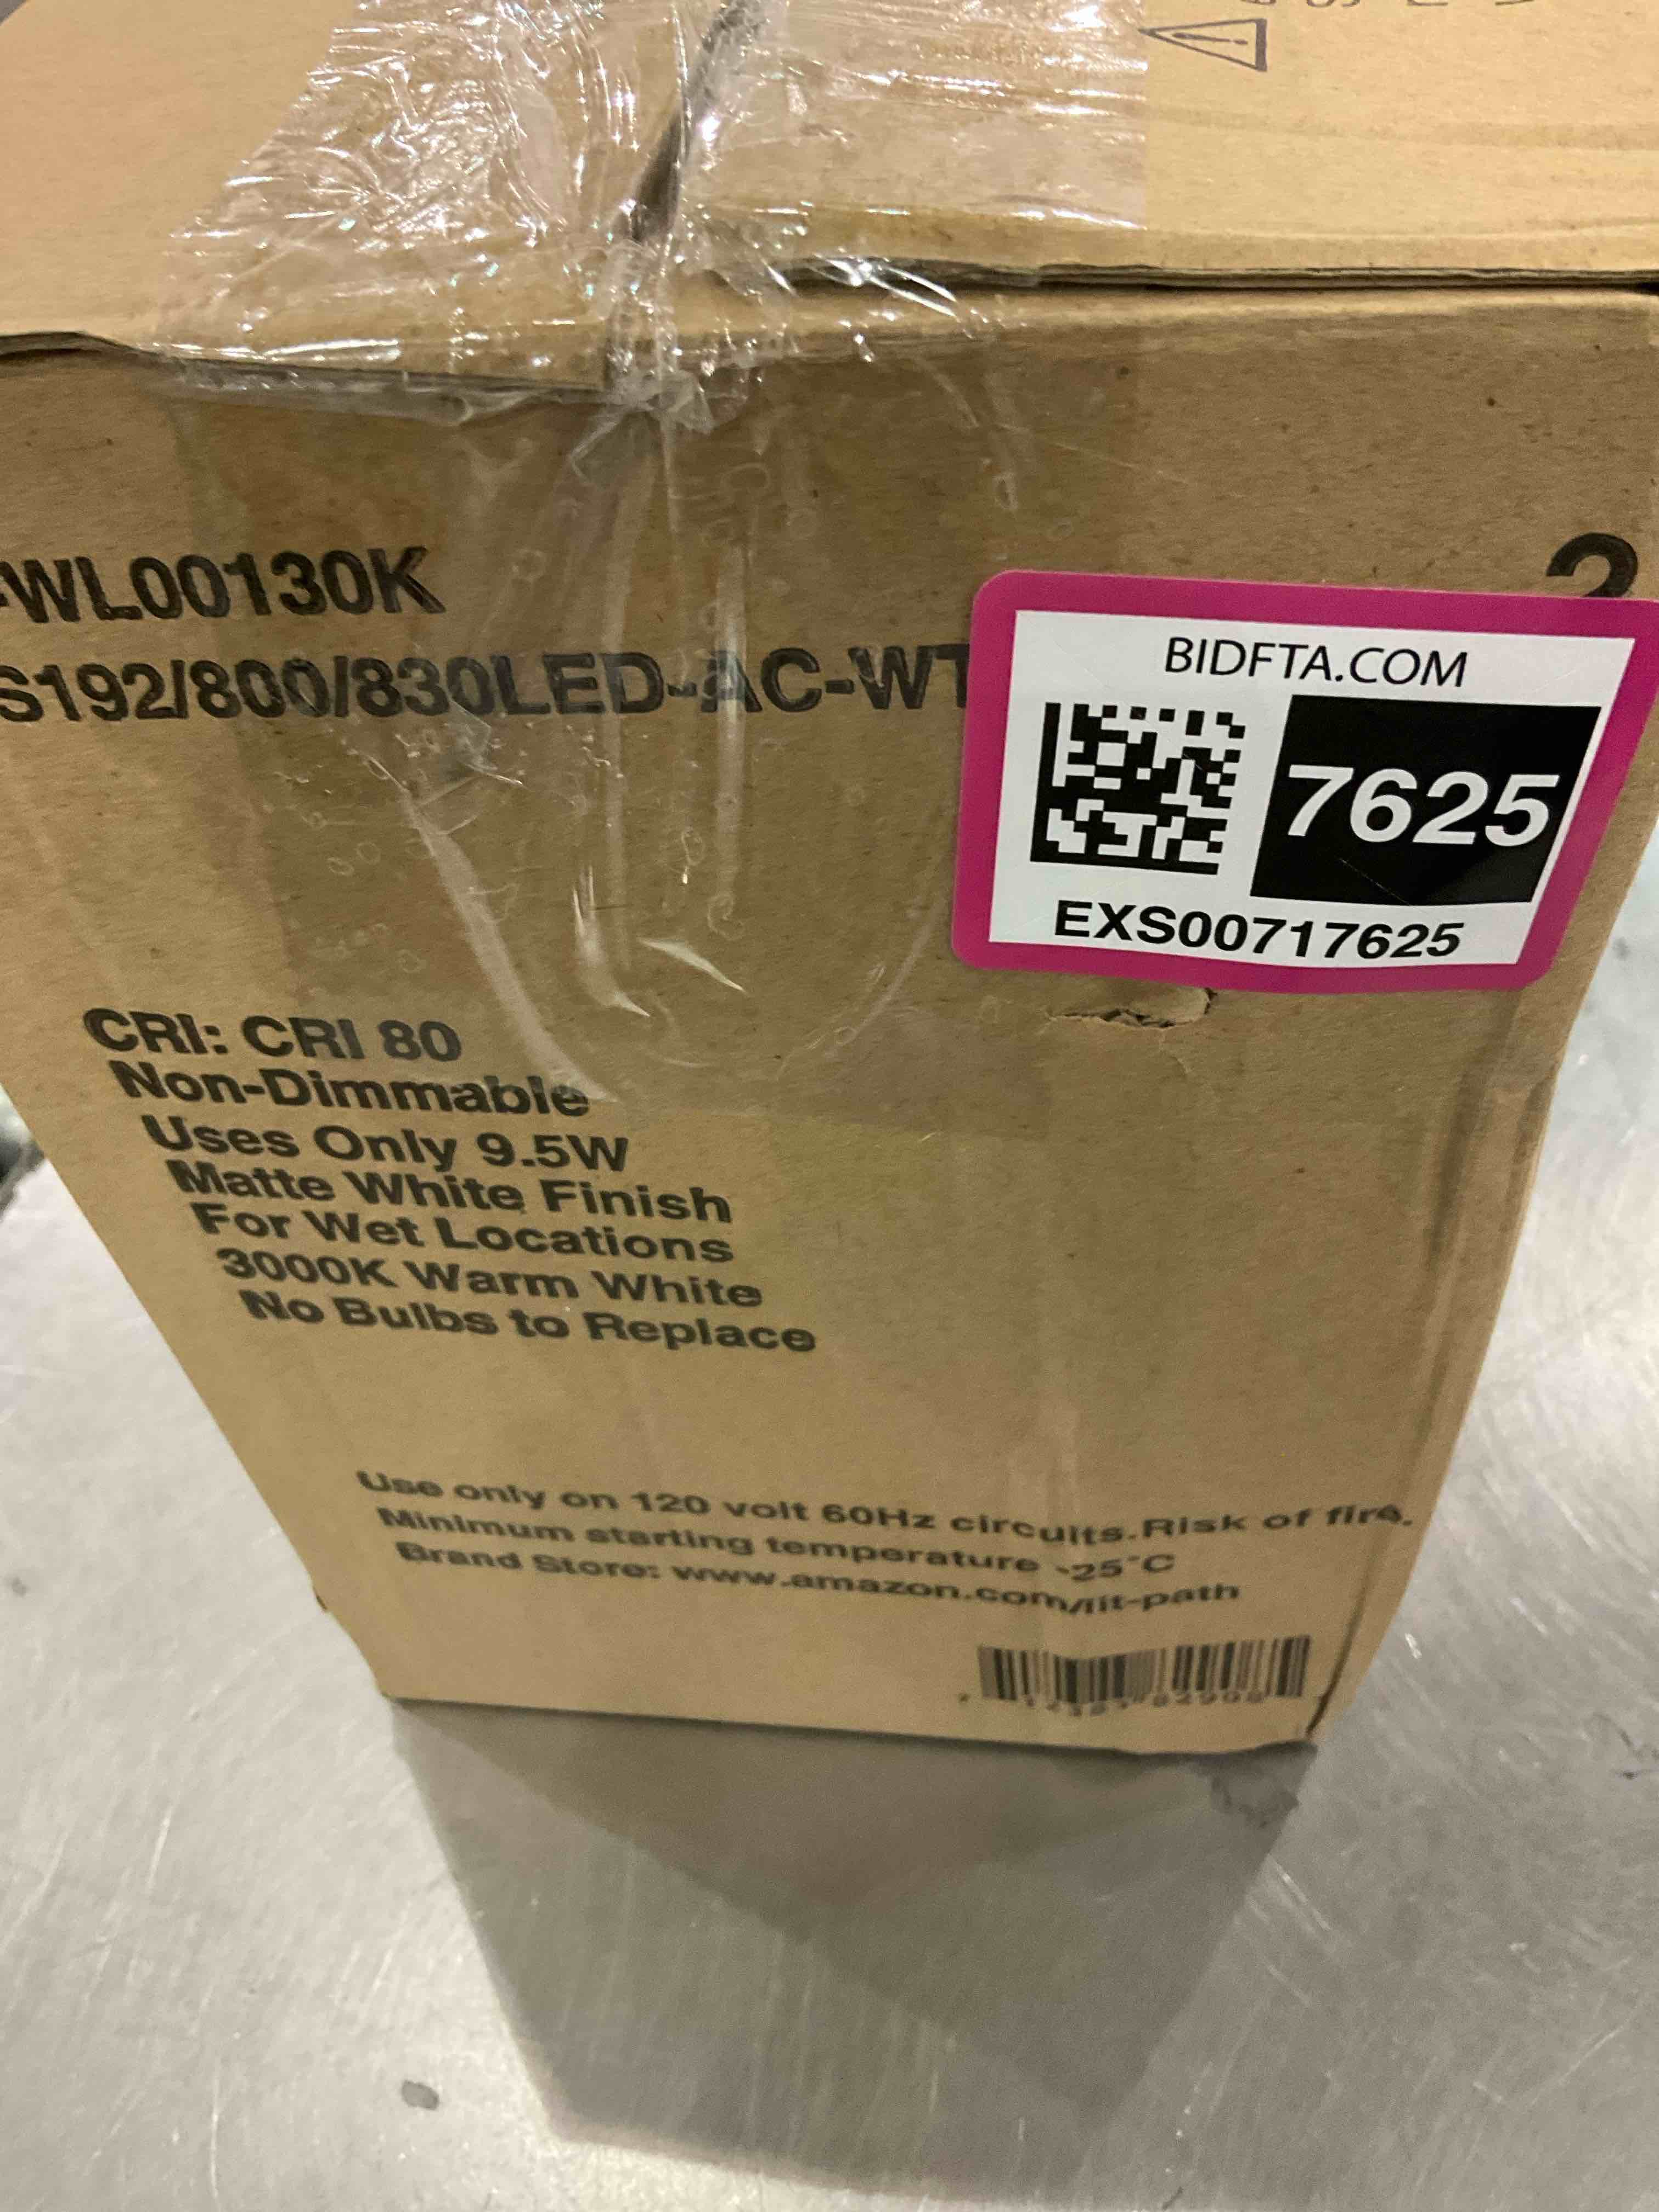 -WL00130K
S192/800/830LED-AC-WT
BIDFTA.COM
7625
EXS00717625
CRI: CRI 80
Non-Dimmable
Uses Only 9.5W
Matte White Finish
For Wet Locations
3000K Warm White
No Bulbs to Replace
Use only on 120 volt 60Hz circuits.Risk of fire.
Minimum starting temperature -25°C
Brand Store: www.amazon.com/lit-path